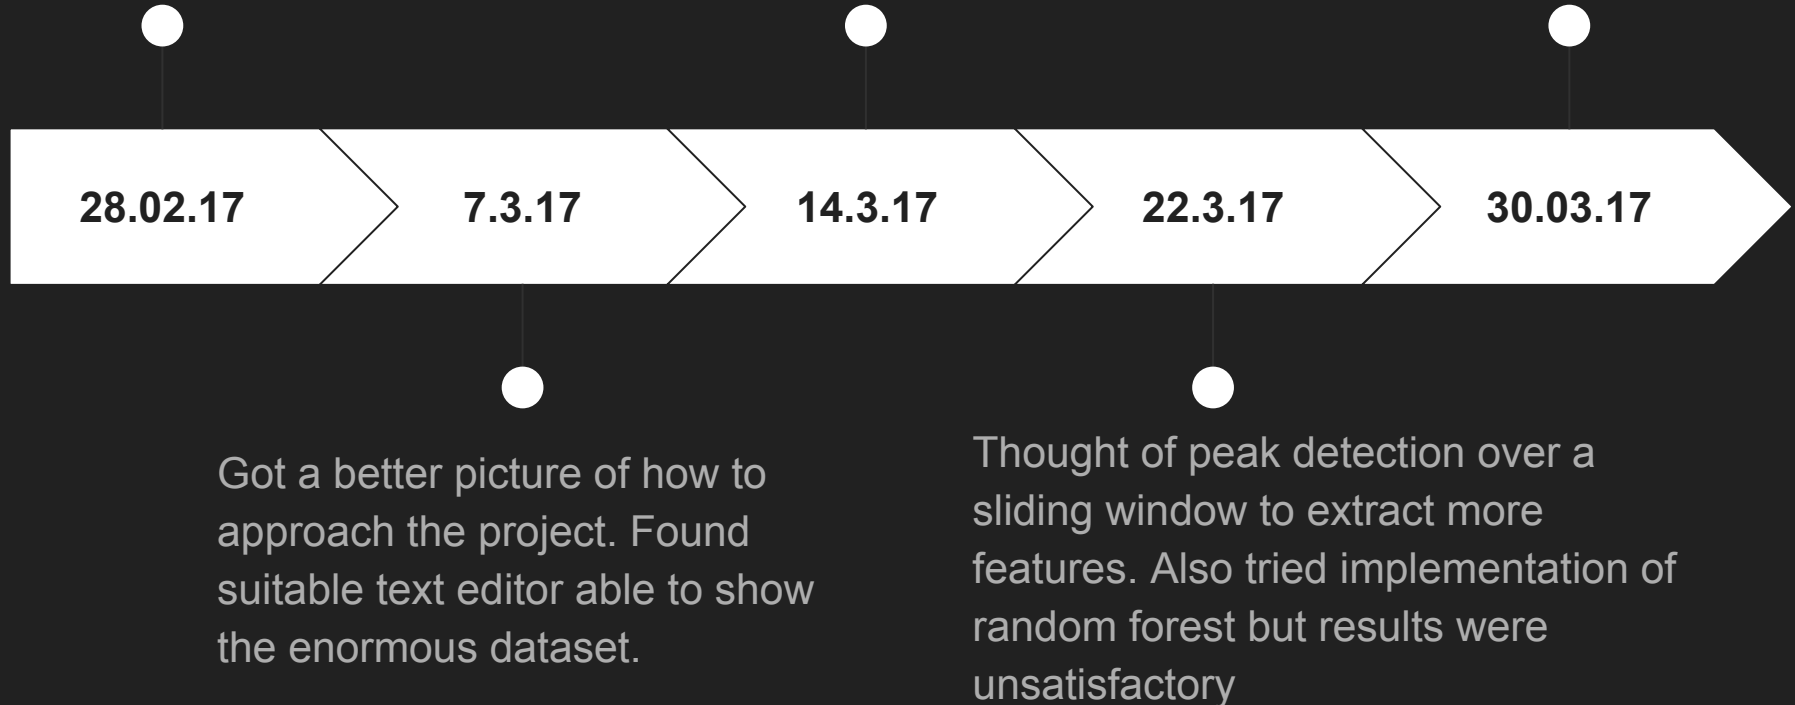 28.02.17
7.3.17
14.3.17
22.3.17
30.03.17
Got a better picture of how to
approach the project. Found
suitable text editor able to show
the enormous dataset.
Thought of peak detection over a
sliding window to extract more
features. Also tried implementation of
random forest but results were
unsatisfactory